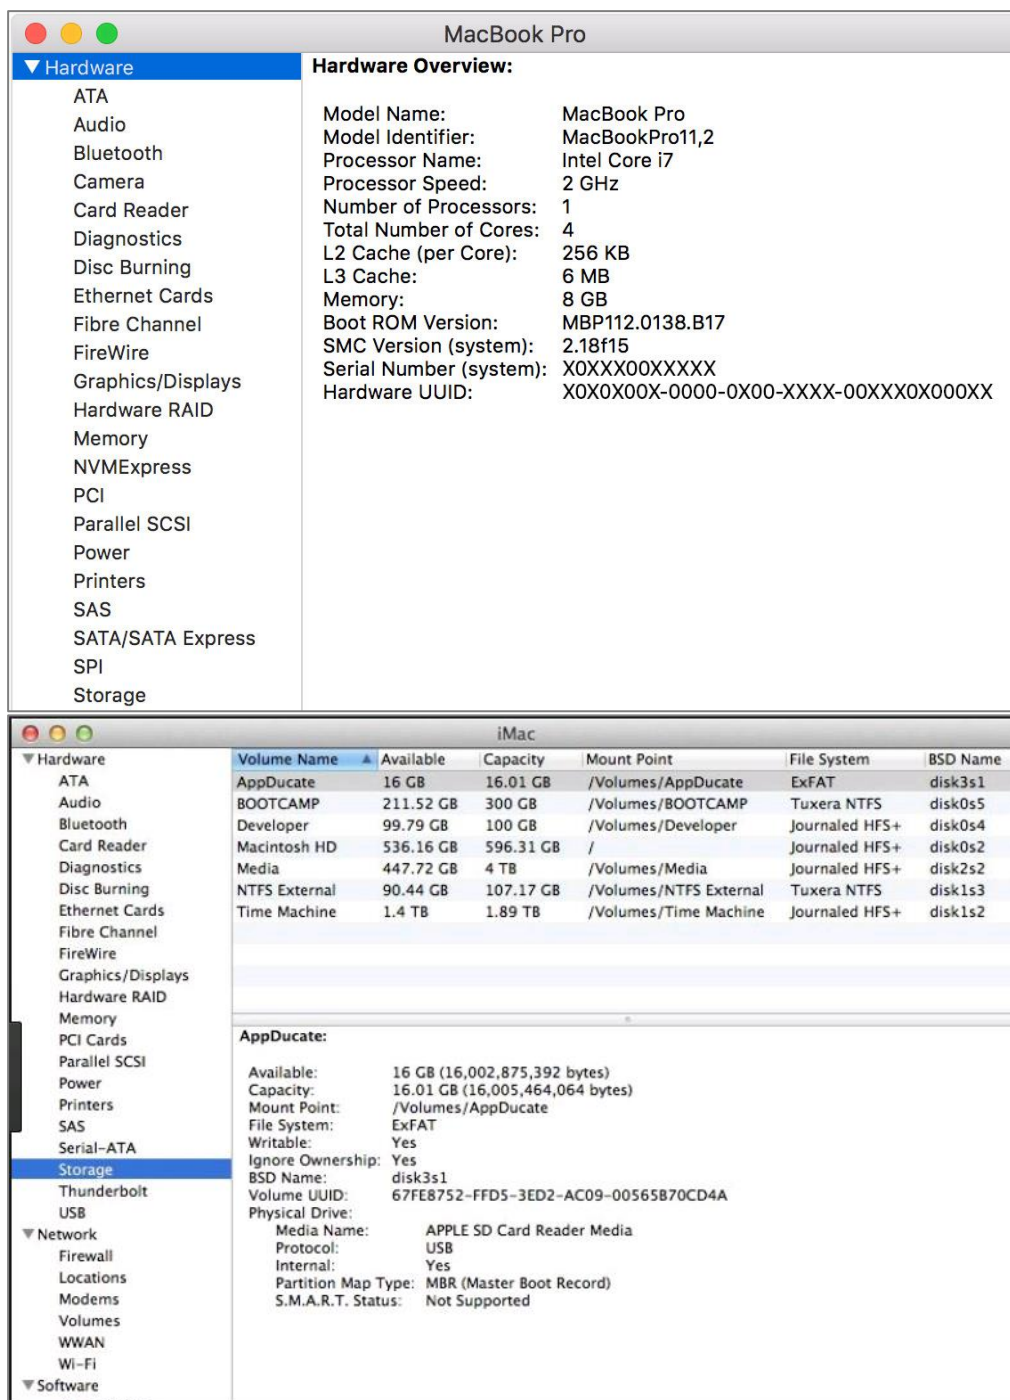 MacBook Pro
Hardware
ATA
Audio
Bluetooth
Camera
Card Reader
Diagnostics
Disc Burning
Ethernet Cards
Fibre Channel
FireWire
Graphics/Displays
Hardware RAID
Memory
NVMExpress
PCI
Parallel SCSI
Power
Printers
SAS
SATA/SATA Express
SPI
Storage
Hardware Overview:
Model Name: MacBook Pro
Model Identifier: MacBookPro11,2
Processor Name: Intel Core i7
Processor Speed: 2 GHz
Number of Processors: 1
Total Number of Cores: 4
L2 Cache (per Core): 256 KB
L3 Cache: 6 MB
Memory: 8 GB
Boot ROM Version: MBP112.0138.B17
SMC Version (system): 2.18f15
Serial Number (system): X0XXX00XXXXX
Hardware UUID: X0X0X00X-0000-0X00-XXXX-00XXX0X000XX
iMac
Hardware
ATA
Audio
Bluetooth
Card Reader
Diagnostics
Disc Burning
Ethernet Cards
Fibre Channel
FireWire
Graphics/Displays
Hardware RAID
Memory
PCI Cards
Parallel SCSI
Power
Printers
SAS
Serial-ATA
Storage
Thunderbolt
USB
Network
Firewall
Locations
Modems
Volumes
WWAN
Wi-Fi
Software
Volume Name Available Capacity Mount Point File System BSD Name
AppDucate 16 GB 16.01 GB /Volumes/AppDucate ExFAT disk3s1
BOOTCAMP 211.52 GB 300 GB /Volumes/BOOTCAMP Tuxera NTFS disk0s5
Developer 99.79 GB 100 GB /Volumes/Developer Journaled HFS+ disk0s4
Macintosh HD 536.16 GB 596.31 GB / Journaled HFS+ disk0s2
Media 447.72 GB 4 TB /Volumes/Media Journaled HFS+ disk2s2
NTFS External 90.44 GB 107.17 GB /Volumes/NTFS External Tuxera NTFS disk1s3
Time Machine 1.4 TB 1.89 TB /Volumes/Time Machine Journaled HFS+ disk1s2
AppDucate:
Available: 16 GB (16,002,875,392 bytes)
Capacity: 16.01 GB (16,005,464,064 bytes)
Mount Point: /Volumes/AppDucate
File System: ExFAT
Writable: Yes
Ignore Ownership: Yes
BSD Name: disk3s1
Volume UUID: 67FE8752-FFD5-3ED2-AC09-00565B70CD4A
Physical Drive:
Media Name: APPLE SD Card Reader Media
Protocol: USB
Internal: Yes
Partition Map Type: MBR (Master Boot Record)
S.M.A.R.T. Status: Not Supported